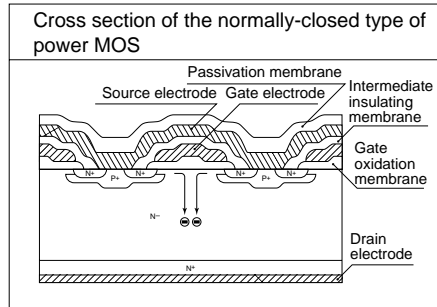 Cross section of the normally-closed type of
power MOS
Passivation membrane
Source electrode
Gate electrode
Intermediate
insulating
membrane
Gate
oxidation
membrane
N+
P+
N+
N+
P+
N+
N−
N+
Drain
electrode